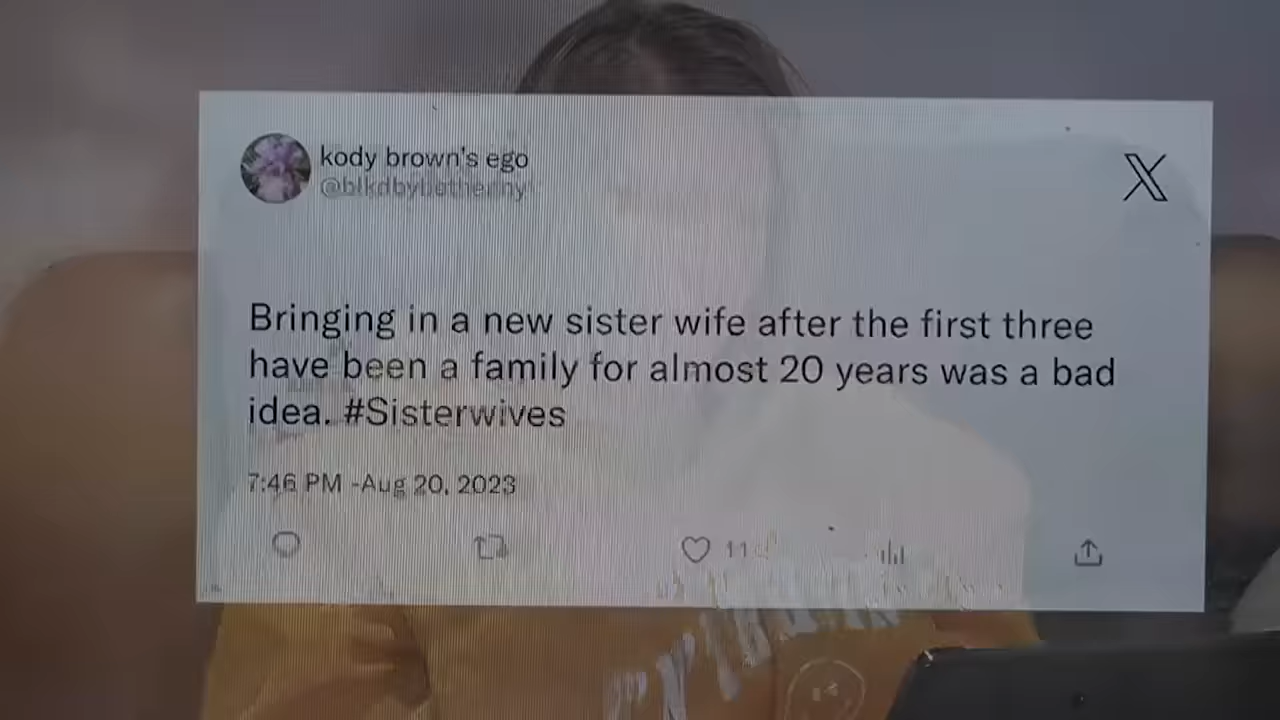 kody brown's ego
Bringing in a new sister wife after the first three
have been a family for almost 20 years was a bad
idea. #Sisterwives
7:46 PM -Aug 20, 2023